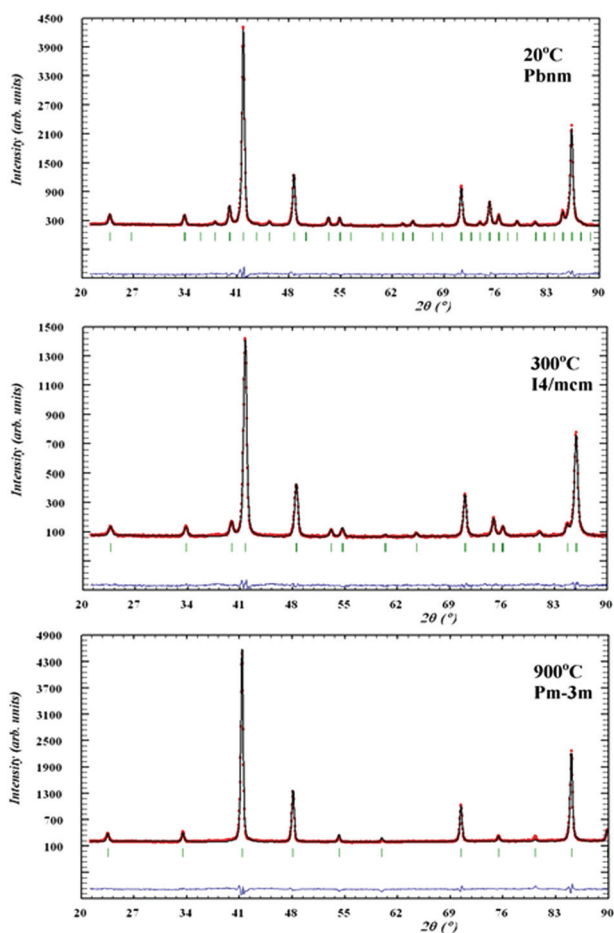 4500
3900
3300
2700
2100
1500
900
300
Intensity (arb. units)
20°C
Pbnm
20 27 34 41 48 55 62 69 76 83 90
2θ (°)
1500
1300
1100
900
700
500
300
100
Intensity (arb. units)
300°C
I4/mcm
20 27 34 41 48 55 62 69 76 83 90
2θ (°)
4900
4300
3700
3100
2500
1900
1300
700
100
Intensity (arb. units)
900°C
Pm-3m
20 27 34 41 48 55 62 69 76 83 90
2θ (°)